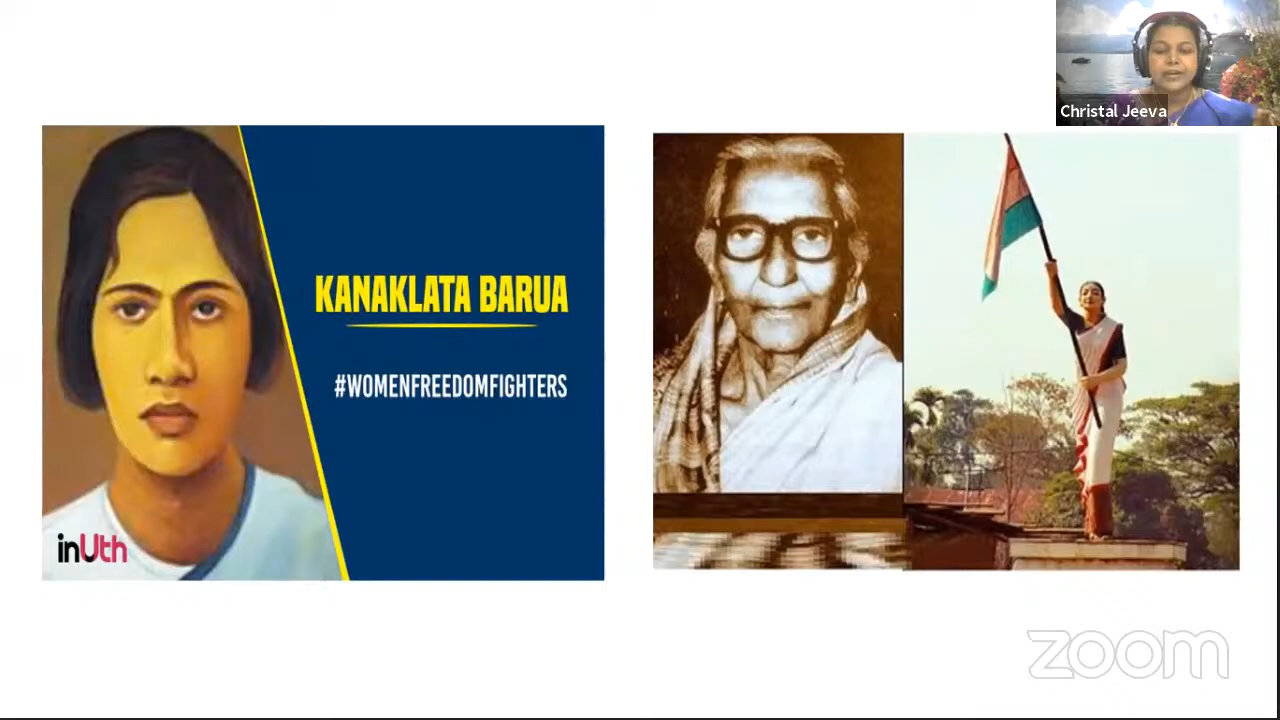 Christal Jeeva
KANAKLATA BARUA
#WOMENFREEDOMFIGHTERS
inUth
zoom